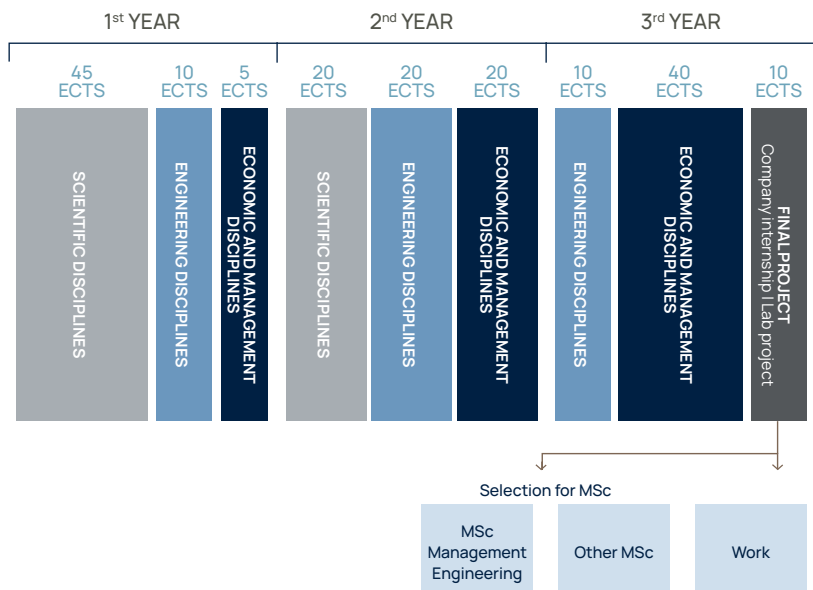 1st YEAR
2nd YEAR
3rd YEAR
45
ECTS
10
ECTS
5
ECTS
20
ECTS
20
ECTS
20
ECTS
10
ECTS
40
ECTS
10
ECTS
SCIENTIFIC DISCIPLINES
ENGINEERING DISCIPLINES
ECONOMIC AND MANAGEMENT
DISCIPLINES
SCIENTIFIC DISCIPLINES
ENGINEERING DISCIPLINES
ECONOMIC AND MANAGEMENT
DISCIPLINES
ENGINEERING DISCIPLINES
ECONOMIC AND MANAGEMENT
DISCIPLINES
FINAL PROJECT
Company internship | Lab project
Selection for MSc
MSc
Management
Engineering
Other MSc
Work